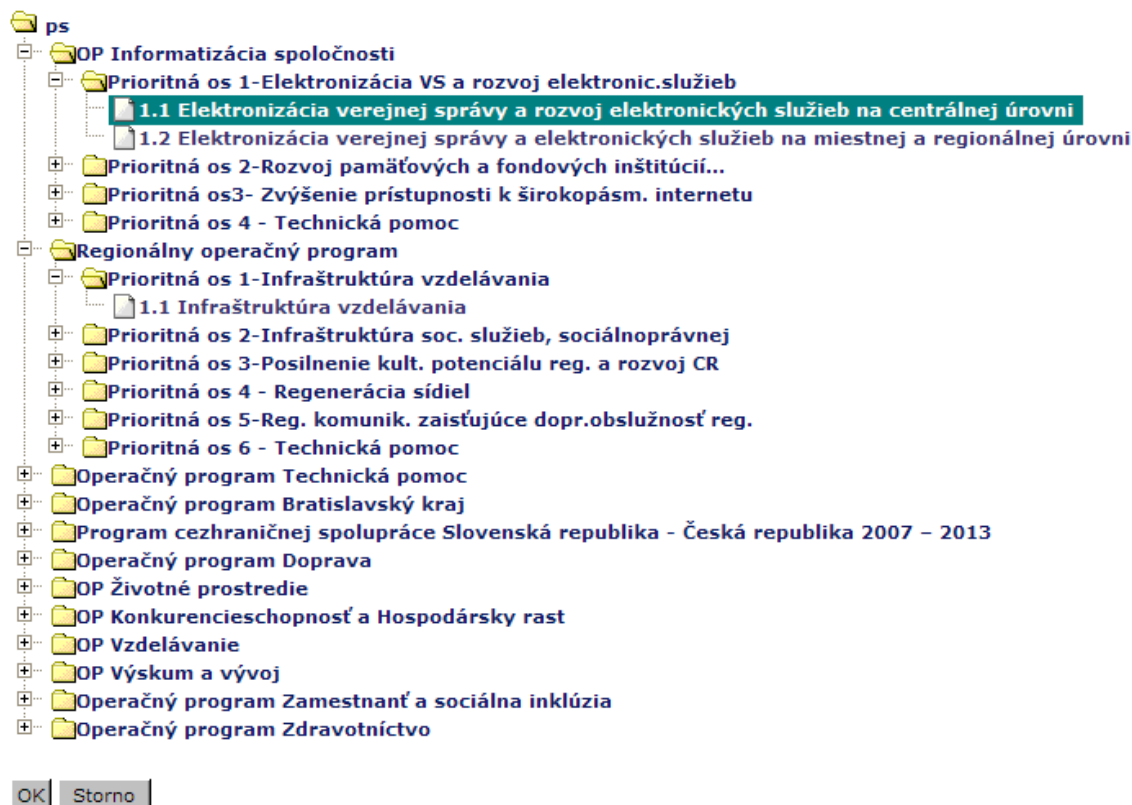 ps
OP Informatizácia spoločnosti
Prioritná os 1-Elektronizácia VS a rozvoj elektronic.služieb
1.1 Elektronizácia verejnej správy a rozvoj elektronických služieb na centrálnej úrovni
1.2 Elektronizácia verejnej správy a elektronických služieb na miestnej a regionálnej úrovni
Prioritná os 2-Rozvoj pamäťových a fondových inštitúcií...
Prioritná os3- Zvýšenie prístupnosti k širokopásm. internetu
Prioritná os 4 - Technická pomoc
Regionálny operačný program
Prioritná os 1-Infraštruktúra vzdelávania
1.1 Infraštruktúra vzdelávania
Prioritná os 2-Infraštruktúra soc. služieb, sociálnoprávnej
Prioritná os 3-Posilnenie kult. potenciálu reg. a rozvoj CR
Prioritná os 4 - Regenerácia sídiel
Prioritná os 5-Reg. komunik. zaisťujúce dopr.obslužnosť reg.
Prioritná os 6 - Technická pomoc
Operačný program Technická pomoc
Operačný program Bratislavský kraj
Program cezhraničnej spolupráce Slovenská republika - Česká republika 2007 – 2013
Operačný program Doprava
OP Životné prostredie
OP Konkurencieschopnosť a Hospodársky rast
OP Vzdelávanie
OP Výskum a vývoj
Operačný program Zamestnanť a sociálna inklúzia
Operačný program Zdravotníctvo
OK Storno